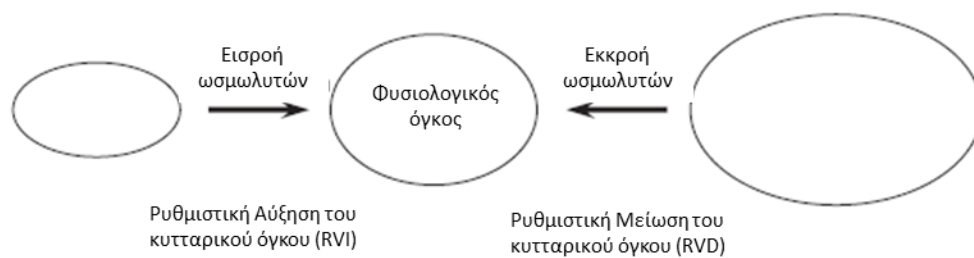 Εισροή
ωσμωλυτών
Φυσιολογικός
όγκος
Εκκροή
ωσμωλυτών
Ρυθμιστική Αύξηση του
κυτταρικού όγκου (RVI)
Ρυθμιστική Μείωση του
κυτταρικού όγκου (RVD)